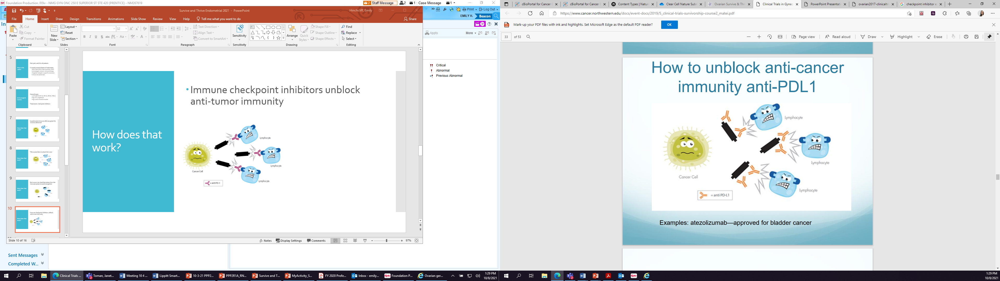 Foundation Production /85lv - NMG GYN ONC 250 E SUPERIOR ST STE 420 (PRENTICE) - NM267619
2 Staff Message
2
1 : Case Message
1
Print
Log Out
EMILY H.
Beacon
3+
Appts
More
Critical
Abnormal
Previous Abnormal
Survive and Thrive Endometrial 2021 - PowerPoint
Hinchcliff, Emily
File
Home
Insert
Draw
Design
Transitions
Animations
Slide Show
Review
View
Help
Tell me what you want to do
Share
Paste
Cut
Copy
Format Painter
Clipboard
New
Slide
Layout
Reset
Section
Slides
32
Font
Text Direction
Align Text
Convert to SmartArt
Paragraph
Sensitivity
Sensitivity
Arrange
Quick
Styles
Shape Fill
Shape Outline
Shape Effects
Drawing
Find
Replace
Select
Editing
5
6
7
8
9
10
How does that
work?
• Immune checkpoint inhibitors unblock
anti-tumor immunity
Lymphocyte
Lymphocyte
Cancer Cell
Lymphocyte
= anti PD-1
Slide 10 of 16
Notes
Display Settings
Comments
97%
Sent Messages
Completed W...
Clinical Trials ...
Toman, Janet...
Meeting 10 4 ...
Lippitt Smart...
10-3-21 PPP2...
PPP2R1A_RN...
Survive and T...
MyActivity_S...
FY 2020 Profe...
Inbox - emily...
Foundation P...
Ovarian ger...
1:29 PM
10/8/2021
cBioPortal for Cancer
cBioPortal for Cancer
Content Types | Nature
Clear Cell Nature Sub
Ovarian Survive & Thr
Clinical Trials in Gynec
PowerPoint Presentati
ovarian2017-clinicaltri
checkpoint inhibitor e
https://www.cancer.northwestern.edu/docs/event-docs/2019/5_clinical-trials-survivorship-course2_matei.pdf
Mark-up your PDF files with ink and highlights. Set Microsoft Edge as the default PDF reader?
OK
33
of 53
Page view
Read aloud
Draw
Highlight
Erase
How to unblock anti-cancer
immunity anti-PDL1
Lymphocyte
Lymphocyte
Cancer Cell
Lymphocyte
= anti PD-L1
Examples: atezolizumab—approved for bladder cancer
1:29 PM
10/8/2021